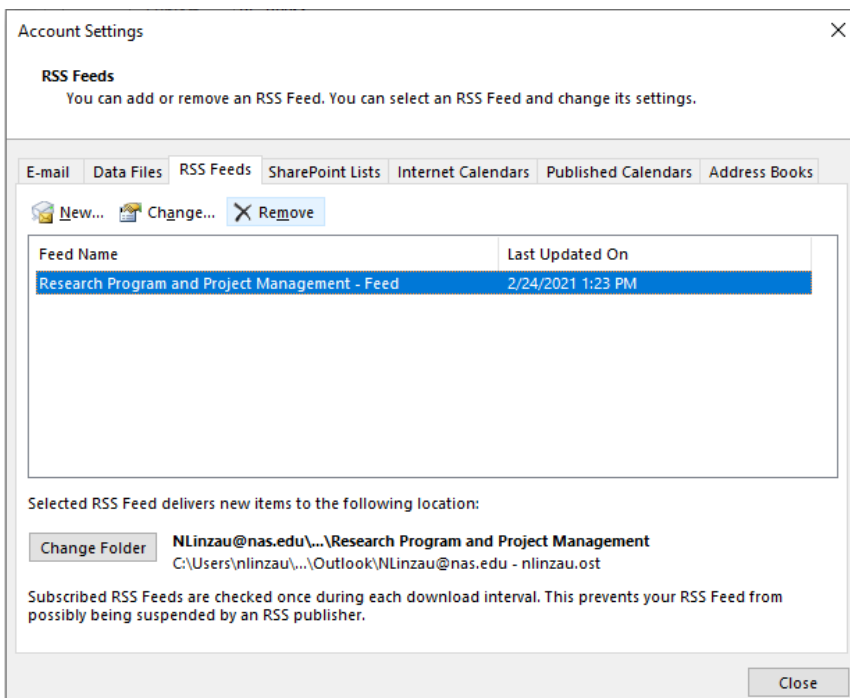 Account Settings
RSS Feeds
You can add or remove an RSS Feed. You can select an RSS Feed and change its settings.
E-mail Data Files RSS Feeds SharePoint Lists Internet Calendars Published Calendars Address Books
New... Change... Remove
Feed Name Last Updated On
Research Program and Project Management - Feed 2/24/2021 1:23 PM
Selected RSS Feed delivers new items to the following location:
Change Folder NLinzau@nas.edu\...\Research Program and Project Management
C:\Users\nlinzau\...\Outlook\NLinzau@nas.edu - nlinzau.ost
Subscribed RSS Feeds are checked once during each download interval. This prevents your RSS Feed from
possibly being suspended by an RSS publisher.
Close